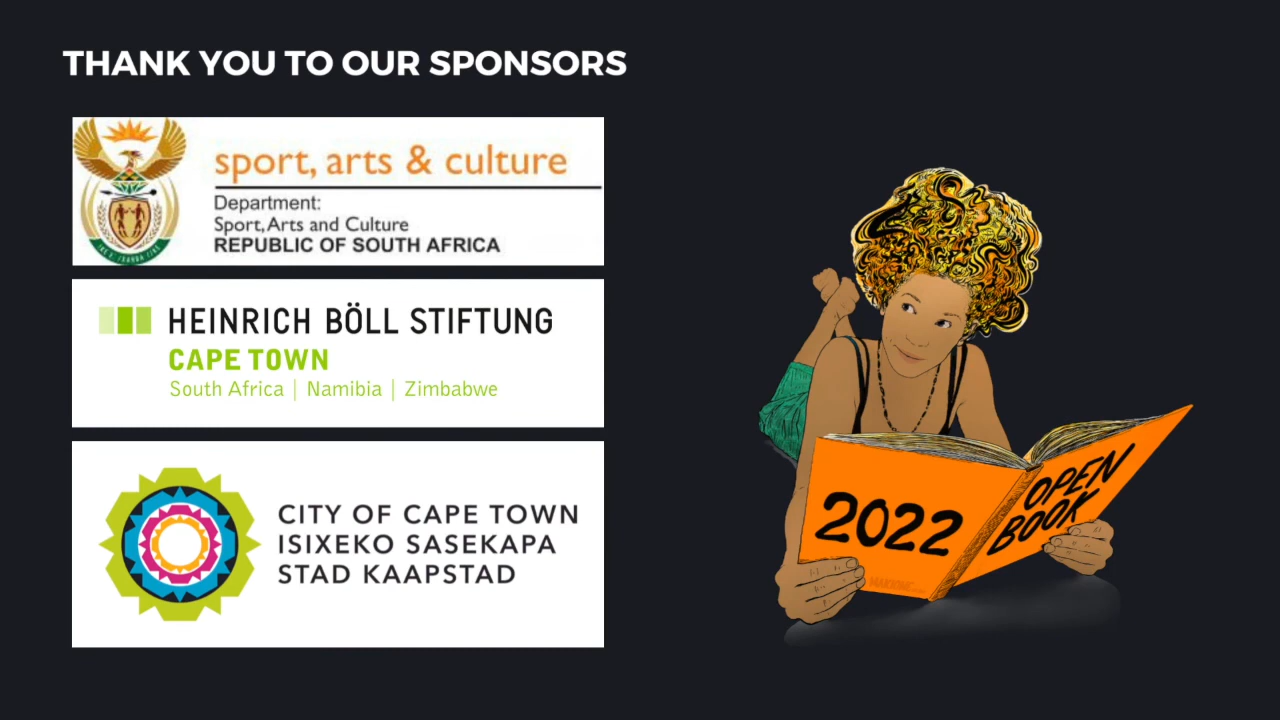 THANK YOU TO OUR SPONSORS
sport, arts & culture
Department:
Sport, Arts and Culture
REPUBLIC OF SOUTH AFRICA
HEINRICH BÖLL STIFTUNG
CAPE TOWN
South Africa | Namibia | Zimbabwe
CITY OF CAPE TOWN
ISIXEKO SASEKAPA
STAD KAAPSTAD
2022
OPEN
BOOK